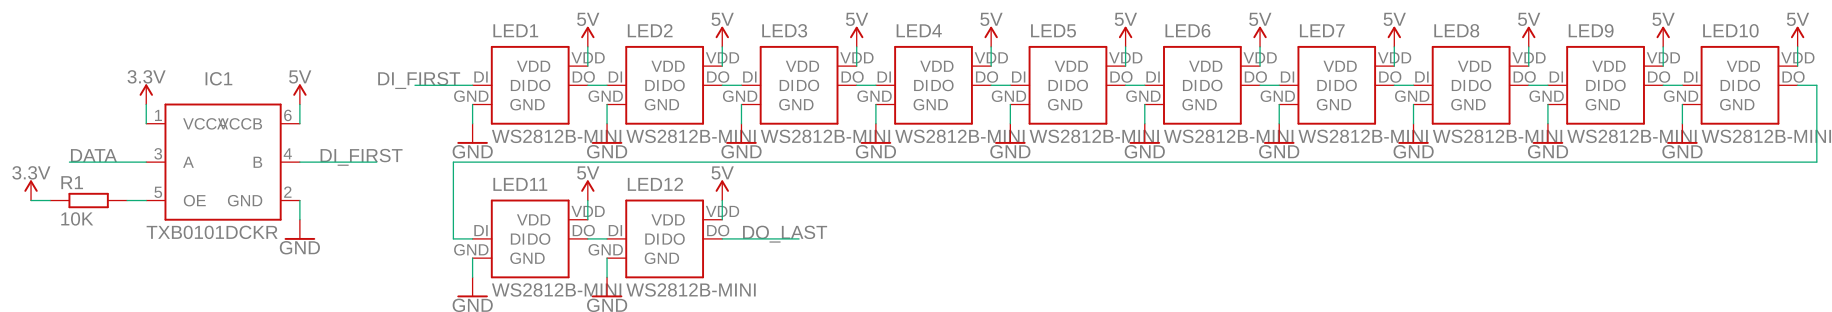 3.3V IC1 5V
1 VCCA VCCB 6
DATA 3 A B 4 DI_FIRST
3.3V R1 5 OE GND 2
10K TXB0101DCKR GND
5V 5V 5V 5V 5V 5V 5V 5V 5V 5V
LED1 LED2 LED3 LED4 LED5 LED6 LED7 LED8 LED9 LED10
VDD VDD VDD VDD VDD VDD VDD VDD VDD VDD
VDD VDD VDD VDD VDD VDD VDD VDD VDD VDD
DI_FIRST DI DO DI DO DI DO DI DO DI DO DI DO DI DO DI DO DI DO DI DO
DIDO DIDO DIDO DIDO DIDO DIDO DIDO DIDO DIDO DIDO
GND GND GND GND GND GND GND GND GND GND
GND GND GND GND GND GND GND GND GND GND
WS2812B-MINI WS2812B-MINI WS2812B-MINI WS2812B-MINI WS2812B-MINI WS2812B-MINI WS2812B-MINI WS2812B-MINI WS2812B-MINI WS2812B-MINI
GND GND GND GND GND GND GND GND GND GND
5V 5V
LED11 LED12
VDD VDD
VDD VDD
DI DO DI DO DO_LAST
DIDO DIDO
GND GND
GND GND
WS2812B-MINI WS2812B-MINI
GND GND